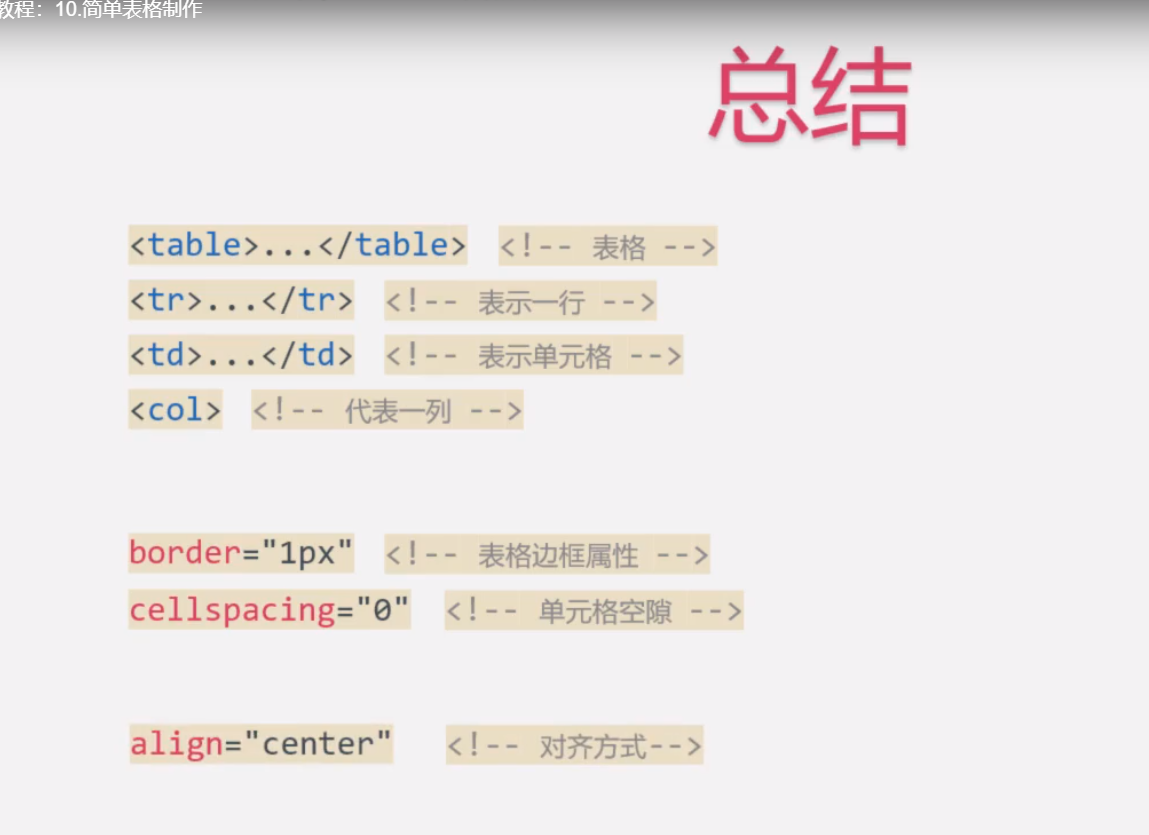 教程：10.简单表格制作
总结
<table>...</table> <!-- 表格 -->
<tr>...</tr> <!-- 表示一行 -->
<td>...</td> <!-- 表示单元格 -->
<col> <!-- 代表一列 -->
border="1px" <!-- 表格边框属性 -->
cellspacing="0" <!-- 单元格空隙 -->
align="center" <!-- 对齐方式-->